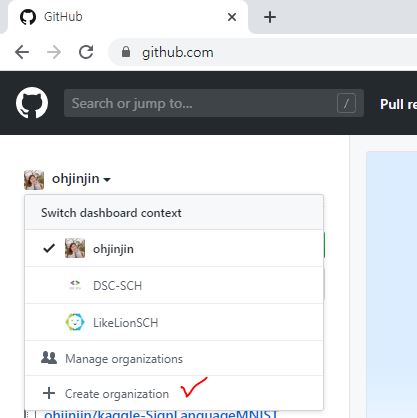 GitHub
github.com
Search or jump to...
/
Pull re
ohjinjin
Switch dashboard context
ohjinjin
DSC-SCH
LikeLionSCH
Manage organizations
Create organization
ohjinjin/kaggle-SignLanguageMNIST